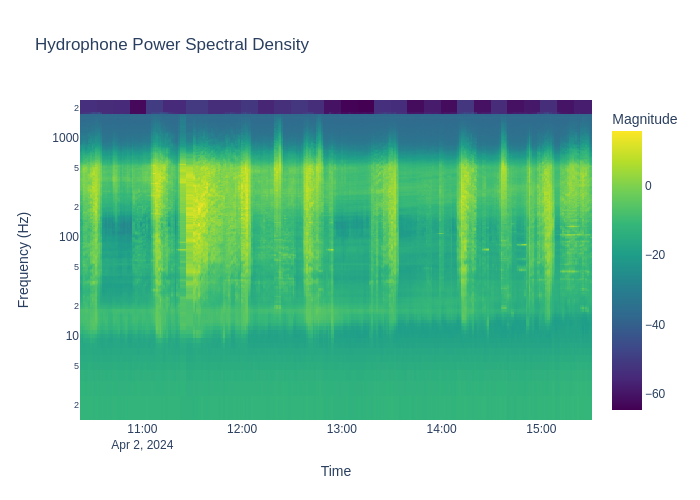 Hydrophone Power Spectral Density
Magnitude
2
1000
5
2
100
5
2
10
5
2
Frequency (Hz)
0
−20
−40
−60
11:00 12:00 13:00 14:00 15:00
Apr 2, 2024
Time